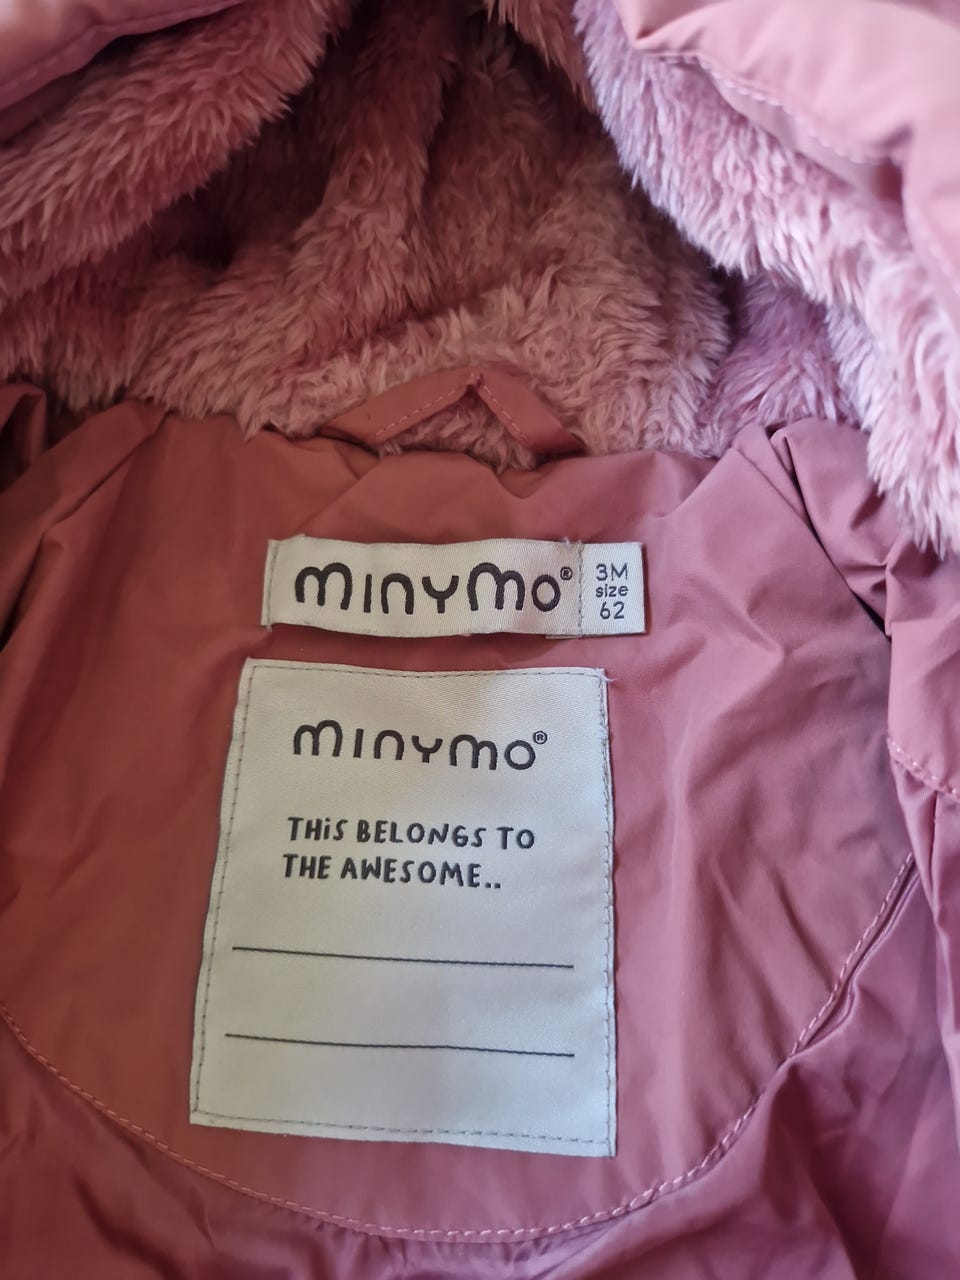 minymo®
3M
size
62
minymo®
THiS BELONGS TO
THE AWESOME..